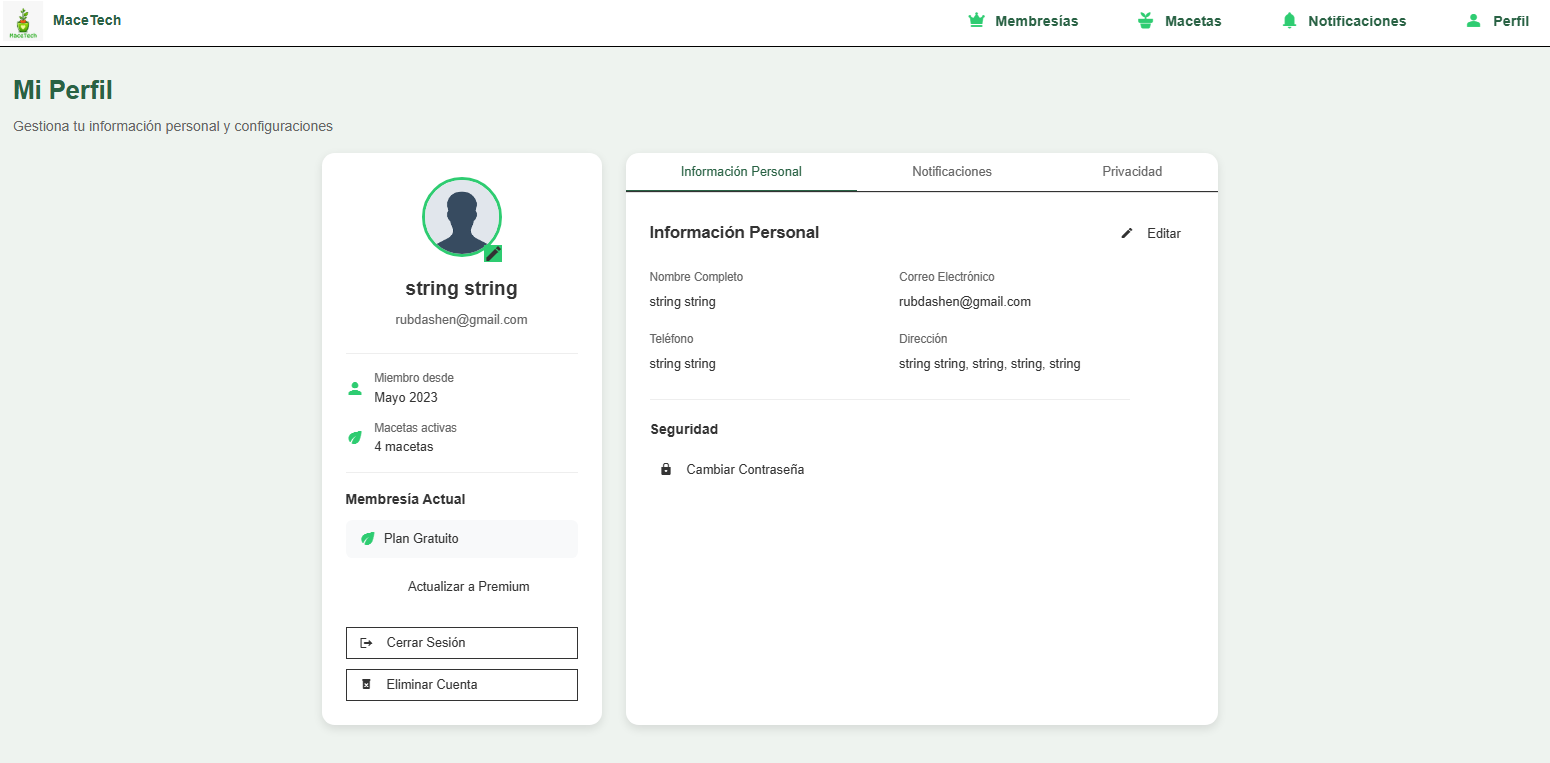 MaceTech
MaceTech
Membresías
Macetas
Notificaciones
Perfil
Mi Perfil
Gestiona tu información personal y configuraciones
string string
rubdashen@gmail.com
Miembro desde
Mayo 2023
Macetas activas
4 macetas
Membresía Actual
Plan Gratuito
Actualizar a Premium
Cerrar Sesión
Eliminar Cuenta
Información Personal
Notificaciones
Privacidad
Información Personal
Editar
Nombre Completo
string string
Correo Electrónico
rubdashen@gmail.com
Teléfono
string string
Dirección
string string, string, string, string
Seguridad
Cambiar Contraseña